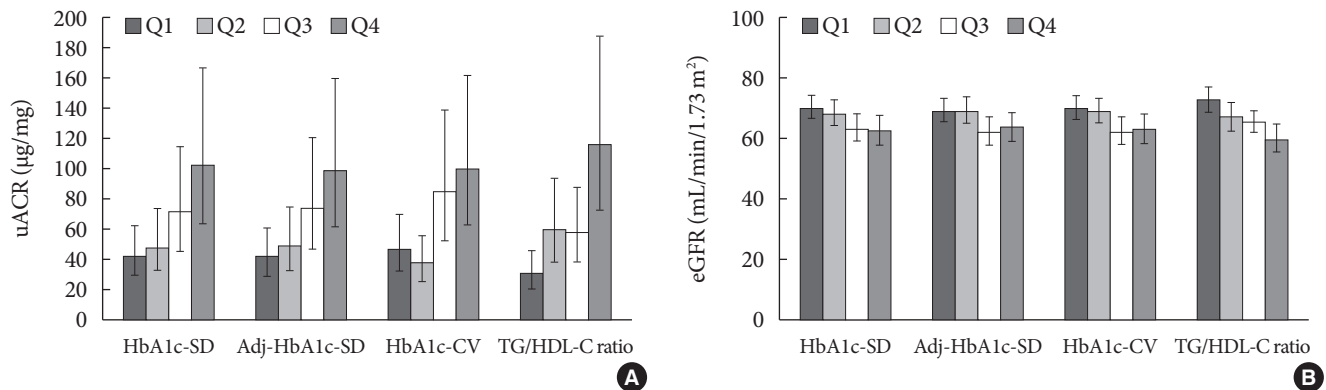 uACR (μg/mg)
200
180
160
140
120
100
80
60
40
20
0
Q1 Q2 Q3 Q4
HbA1c-SD Adj-HbA1c-SD HbA1c-CV TG/HDL-C ratio
A
eGFR (mL/min/1.73 m²)
100
80
60
40
20
0
Q1 Q2 Q3 Q4
HbA1c-SD Adj-HbA1c-SD HbA1c-CV TG/HDL-C ratio
B